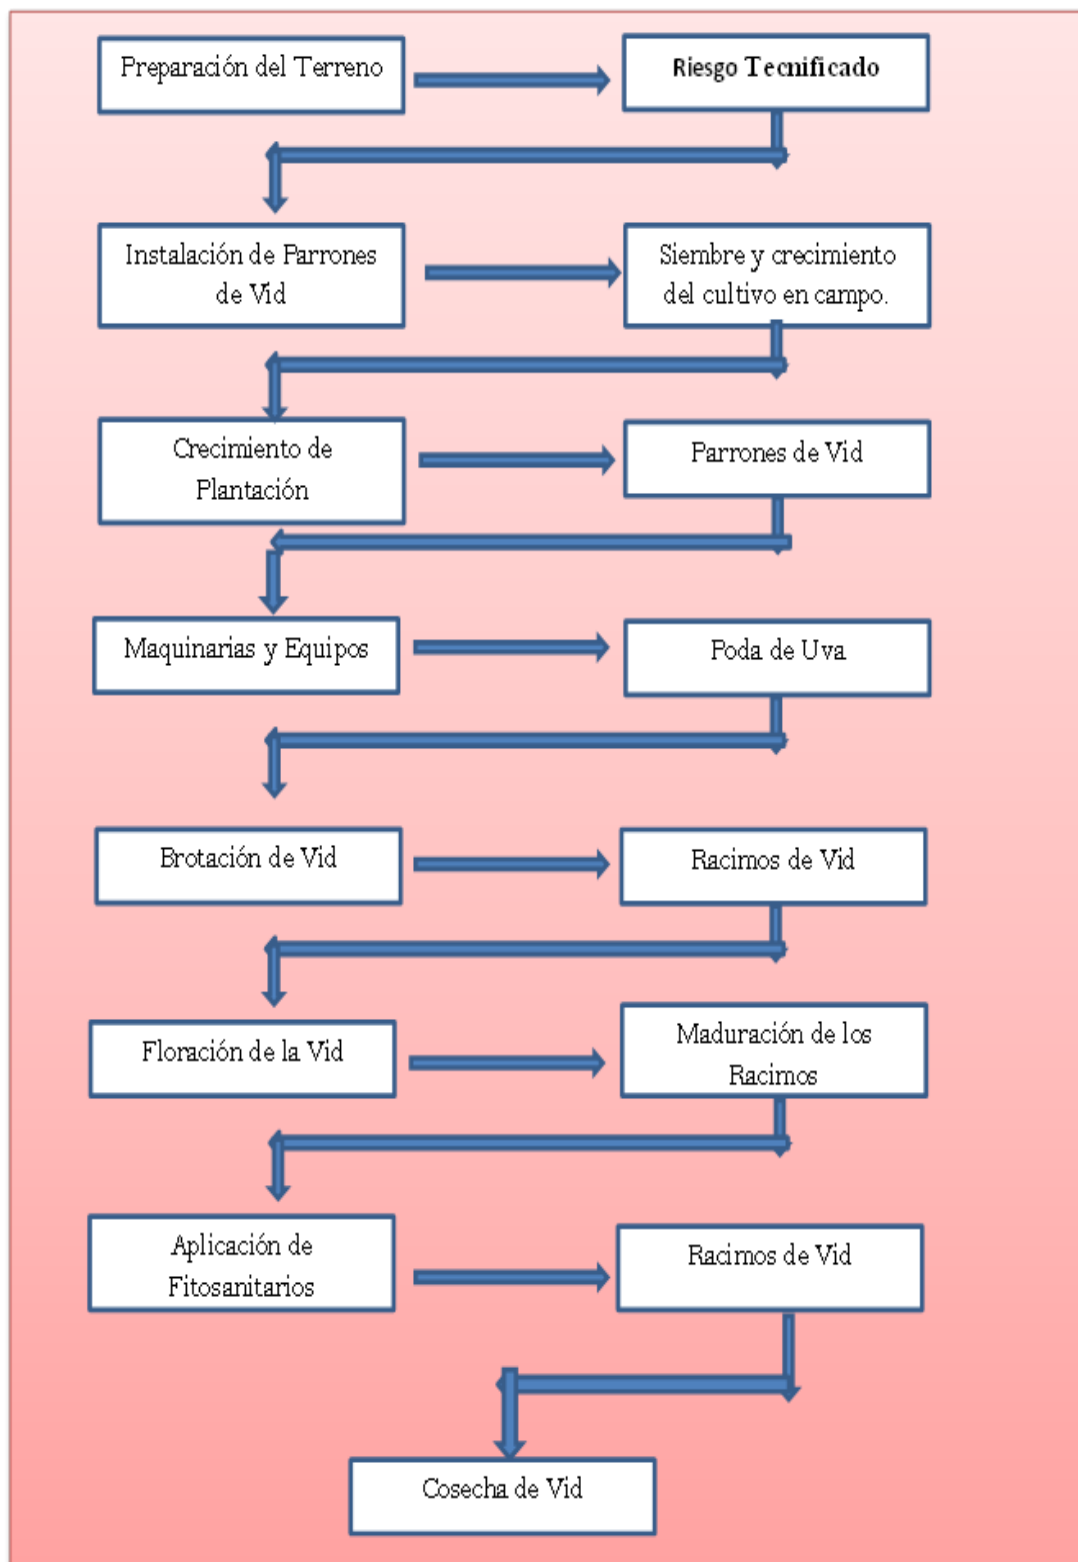 Preparación del Terreno
Riesgo Tecnificado
Instalación de Parrones
de Vid
Siembre y crecimiento
del cultivo en campo.
Crecimiento de
Plantación
Parrones de Vid
Maquinarias y Equipos
Poda de Uva
Brotación de Vid
Racimos de Vid
Floración de la Vid
Maduración de los
Racimos
Aplicación de
Fitosanitarios
Racimos de Vid
Cosecha de Vid